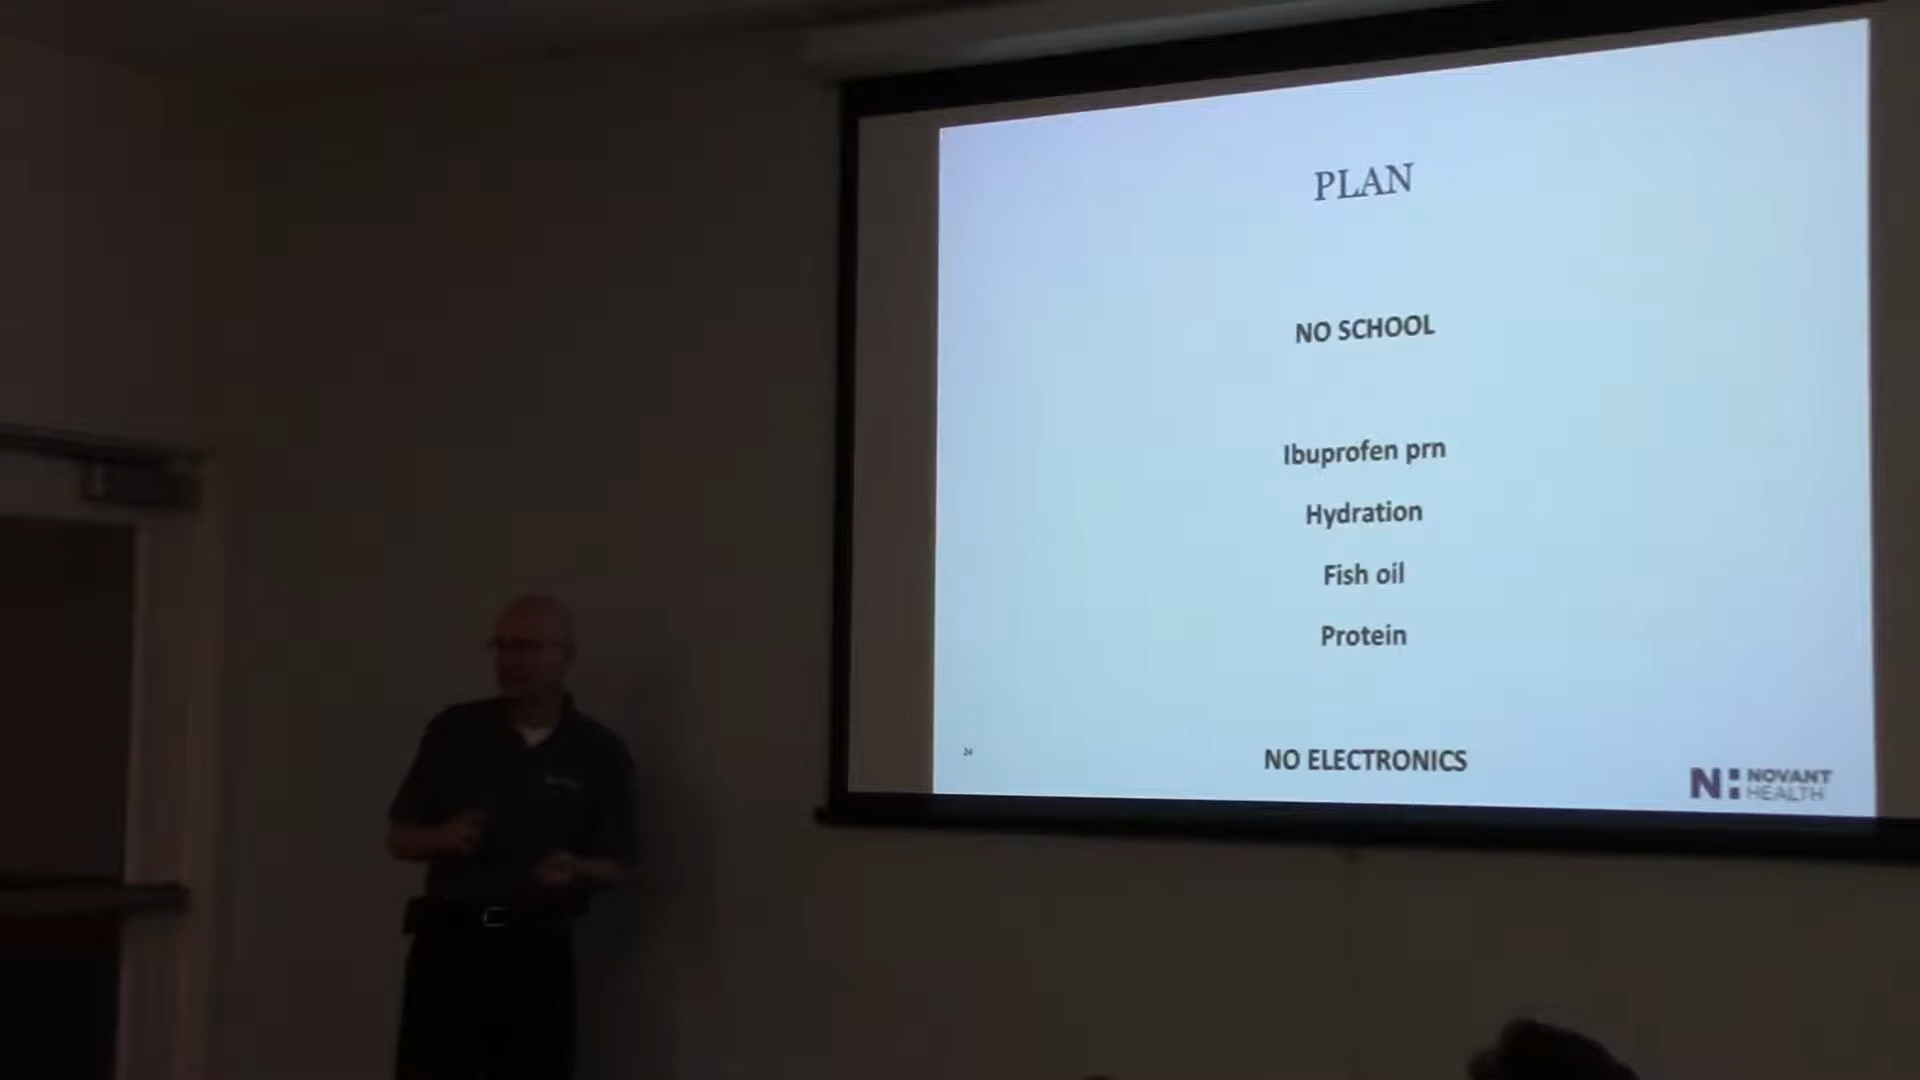 PLAN
NO SCHOOL
Ibuprofen prn
Hydration
Fish oil
Protein
NO ELECTRONICS
24
N
NOVANT
HEALTH